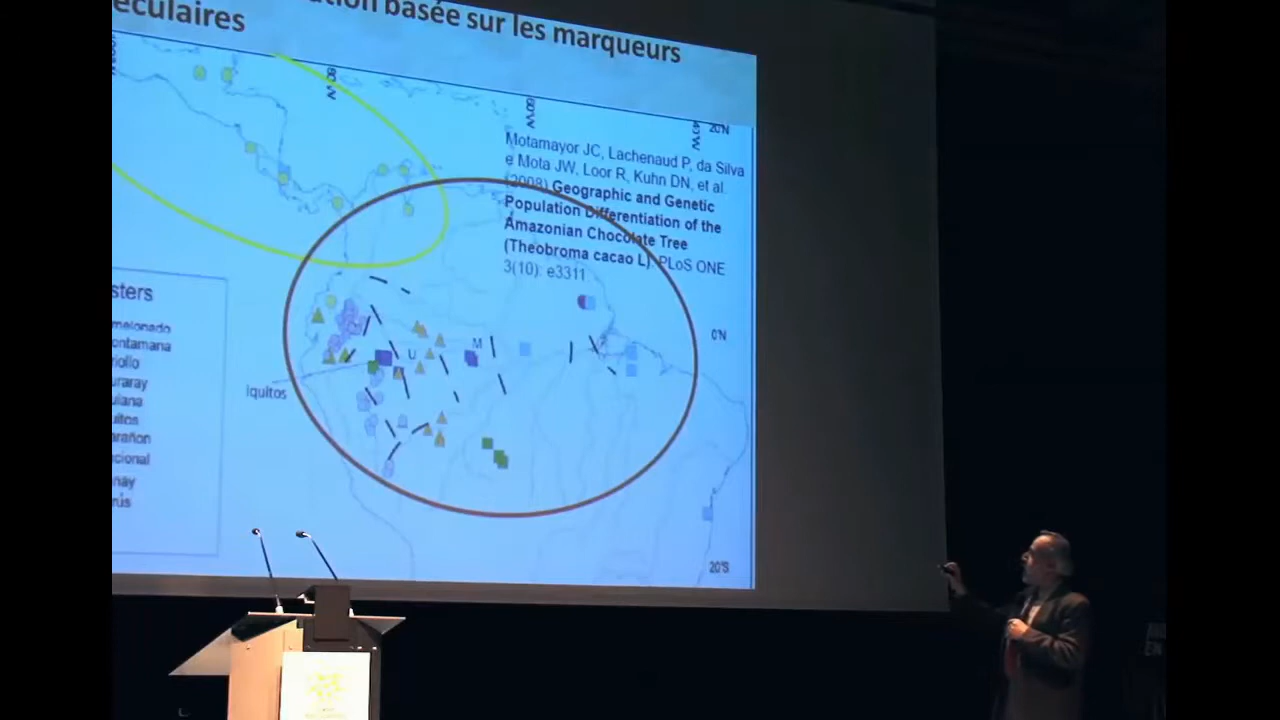 ation basée sur les marqueurs
éculaires
80°W
60°W
40°W
20°N
Motamayor JC, Lachenaud P, da Silva
e Mota JW, Loor R, Kuhn DN, et al.
(2008) Geographic and Genetic
Population Differentiation of the
Amazonian Chocolate Tree
(Theobroma cacao L). PLoS ONE
3(10): e3311
sters
melonado
ontamana
riollo
uraray
uiana
uitos
arañon
cional
nay
rús
0°N
M
U
Iquitos
20°S